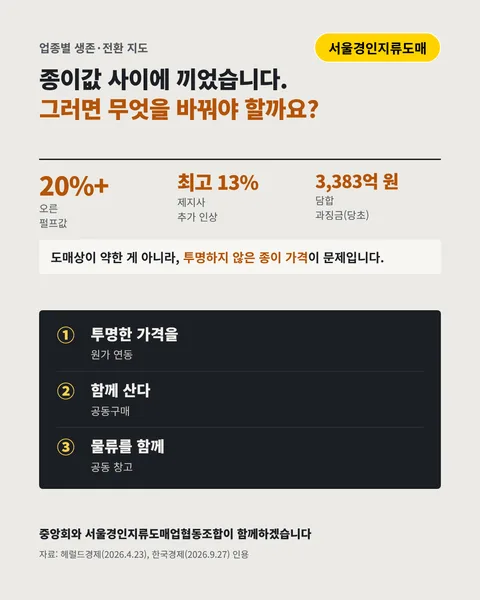 업종별 생존·전환 지도
서울경인지류도매
종이값 사이에 끼었습니다.
그러면 무엇을 바꿔야 할까요?
20%+
오른
펄프값
최고 13%
제지사
추가 인상
3,383억 원
담합
과징금(당초)
도매상이 약한 게 아니라, 투명하지 않은 종이 가격이 문제입니다.
1 투명한 가격을
원가 연동
2 함께 산다
공동구매
3 물류를 함께
공동 창고
중앙회와 서울경인지류도매업협동조합이 함께하겠습니다
자료: 헤럴드경제(2026.4.23), 한국경제(2026.9.27) 인용